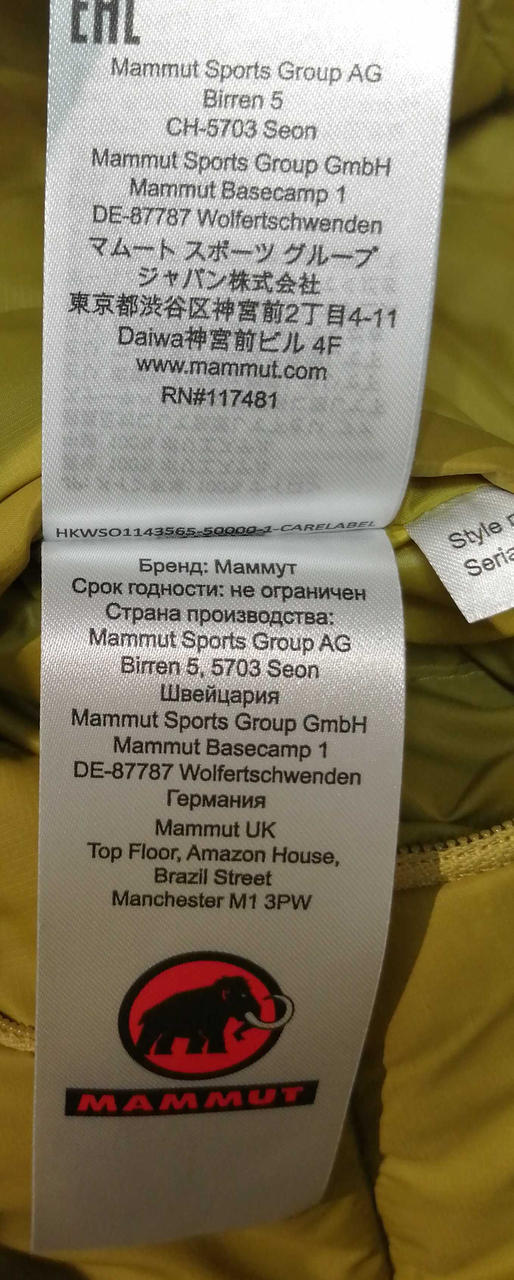 EAC
Mammut Sports Group AG
Birren 5
CH-5703 Seon
Mammut Sports Group GmbH
Mammut Basecamp 1
DE-87787 Wolfertschwenden
マムート スポーツ グループ
ジャパン株式会社
東京都渋谷区神宮前2丁目4-11
Daiwa神宮前ビル 4F
www.mammut.com
RN#117481
HKWSO1143565-50000-1-CARELABEL
Style
Seria
Бренд: Маммут
Срок годности: не ограничен
Страна производства:
Mammut Sports Group AG
Birren 5, 5703 Seon
Швейцария
Mammut Sports Group GmbH
Mammut Basecamp 1
DE-87787 Wolfertschwenden
Германия
Mammut UK
Top Floor, Amazon House,
Brazil Street
Manchester M1 3PW
MAMMUT